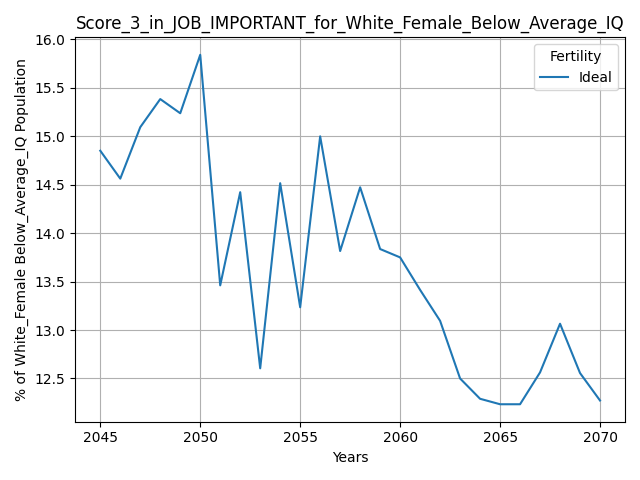 Score_3_in_JOB_IMPORTANT_for_White_Female_Below_Average_IQ
% of White_Female Below_Average_IQ Population
16.0
15.5
15.0
14.5
14.0
13.5
13.0
12.5
Fertility
Ideal
2045 2050 2055 2060 2065 2070
Years